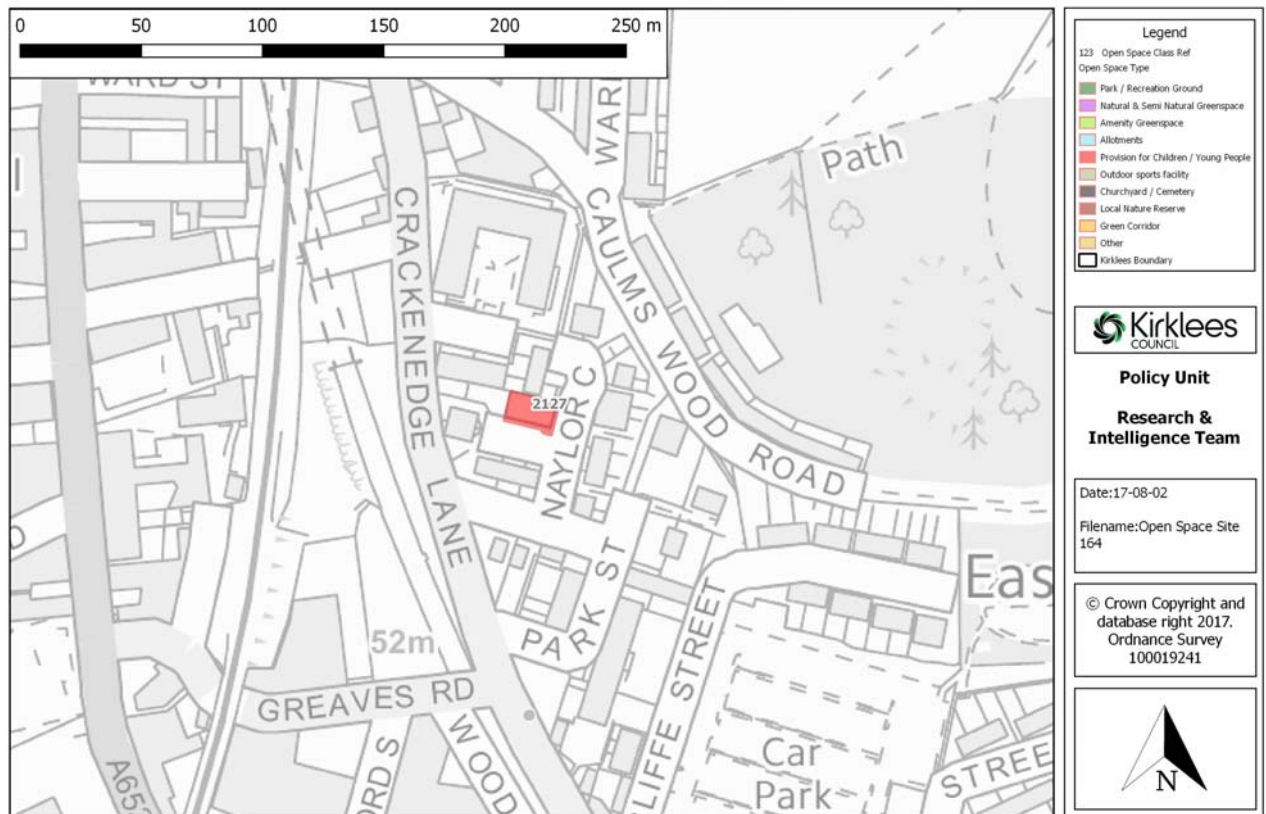 0 50 100 150 200 250 m
WARD ST
WARD
Path
CRACKENEDGE LANE
CAULMS WOOD ROAD
2127
NAYLOR C
PARK ST
Eas
52m
GREAVES RD
CLIFFE STREET
Car
Park
STREE
WOOD
ORD S
A65
Legend
123 Open Space Class Ref
Open Space Type
Park / Recreation Ground
Natural & Semi Natural Greenspace
Amenity Greenspace
Allotments
Provision for Children / Young People
Outdoor sports facility
Churchyard / Cemetery
Local Nature Reserve
Green Corridor
Other
Kirklees Boundary
Kirklees
COUNCIL
Policy Unit
Research &
Intelligence Team
Date:17-08-02
Filename:Open Space Site
164
© Crown Copyright and
database right 2017.
Ordnance Survey
100019241
N